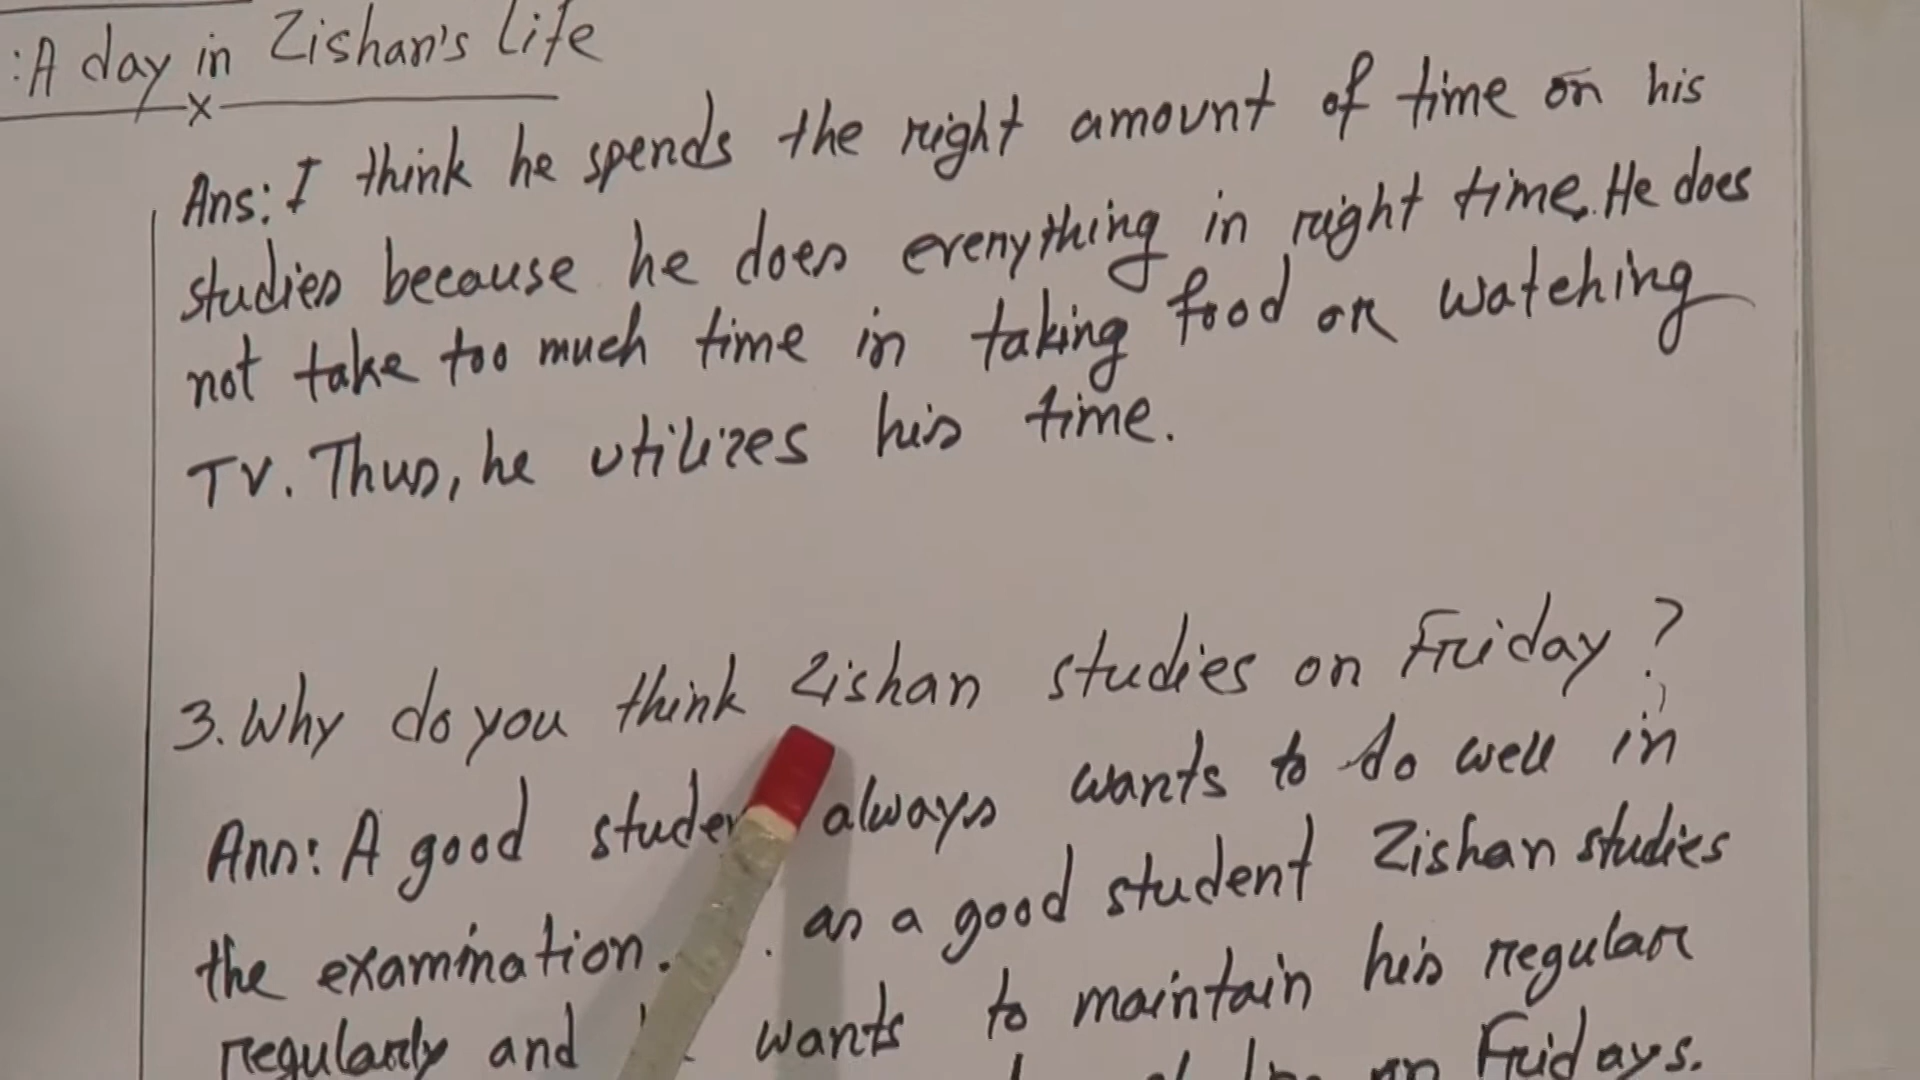 :A day in Zishan's Life
x
Ans: I think he spends the right amount of time on his
studies because he does everything in right time. He does
not take too much time in taking food or watching
TV. Thus, he utilizes his time.
3. Why do you think Zishan studies on Friday?
Ans: A good always wants to do well in
the examination. as a good student Zishan studies
regularly and wants to maintain his regular
on Fridays.